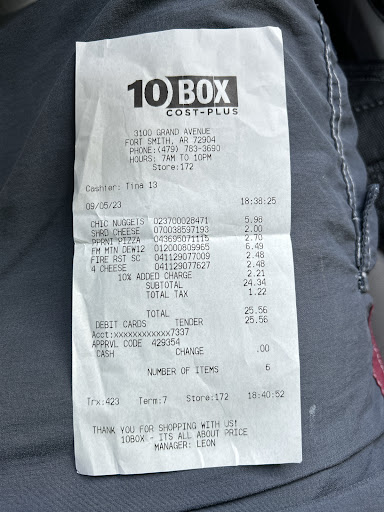 10 BOX
COST-PLUS
3100 GRAND AVENUE
FORT SMITH, AR 72904
PHONE:(479) 783-3690
HOURS: 7AM TO 10PM
Store:172
Cashier: Tina 13
09/05/23 18:38:25
CHIC NUGGETS 023700028471 5.98
SHRD CHEESE 070038597193 2.00
PPRNI PIZZA 043695071115 2.70
FM MTN DEW12 012000809965 6.49
FIRE RST SC 041129077009 2.48
4 CHEESE 041129077627 2.48
10% ADDED CHARGE 2.21
SUBTOTAL 24.34
TOTAL TAX 1.22
TOTAL 25.56
DEBIT CARDS TENDER 25.56
Acct:xxxxxxxxxxxx7337
APPRVL CODE 429354
CASH CHANGE .00
NUMBER OF ITEMS 6
Trx:423 Term:7 Store:172 18:40:52
THANK YOU FOR SHOPPING WITH US!
10BOX - ITS ALL ABOUT PRICE
MANAGER: LEON